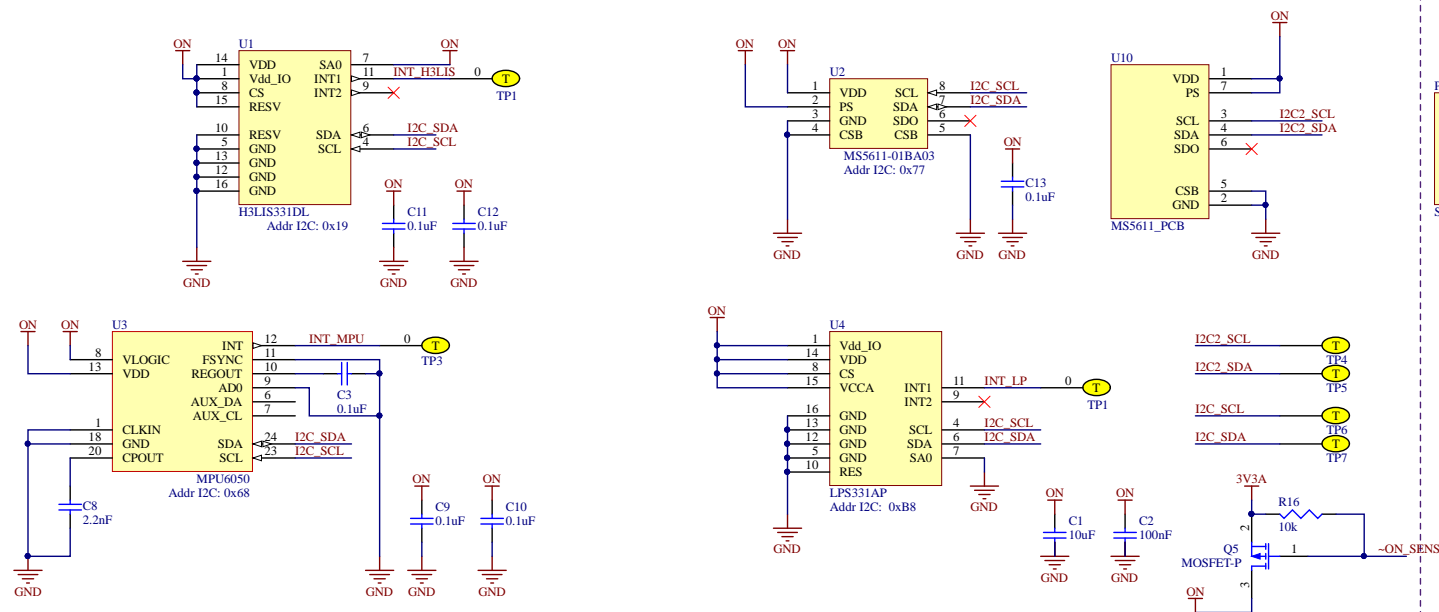 ON
U1
ON
14 VDD SA0 7
1 Vdd_IO INT1 11 INT_H3LIS 0 T
8 CS INT2 9
TP1
15 RESV
10 RESV SDA 6 I2C_SDA
5 GND SCL 4 I2C_SCL
13 GND
12 GND
16 GND
H3LIS331DL
Addr I2C: 0x19
ON
C11
0.1uF
GND
ON
C12
0.1uF
GND
GND
ON
ON
U2
1 VDD SCL 8 I2C_SCL
2 PS SDA 7 I2C_SDA
3 GND SDO 6
4 CSB CSB 5
MS5611-01BA03
Addr I2C: 0x77
GND
GND
ON
C13
0.1uF
GND
ON
U10
VDD 1
PS 7
SCL 3 I2C2_SCL
SDA 4 I2C2_SDA
SDO 6
CSB 5
GND 2
MS5611_PCB
GND
ON
ON
U3
INT 12 INT_MPU 0 T
TP3
8 VLOGIC FSYNC 11
13 VDD REGOUT 10
AD0 9
AUX_DA 6
AUX_CL 7
C3
0.1uF
1 CLKIN
18 GND SDA 24 I2C_SDA
20 CPOUT SCL 23 I2C_SCL
MPU6050
Addr I2C: 0x68
C8
2.2nF
GND
GND
ON
C9
0.1uF
GND
ON
C10
0.1uF
GND
ON
U4
1 Vdd_IO
14 VDD
8 CS
15 VCCA INT1 11 INT_LP 0 T
INT2 9
TP1
16 GND
13 GND SCL 4 I2C_SCL
12 GND SDA 6 I2C_SDA
5 GND SA0 7
10 RES
LPS331AP
Addr I2C: 0xB8
GND
GND
ON
C1
10uF
GND
ON
C2
100nF
GND
I2C2_SCL T
TP4
I2C2_SDA T
TP5
I2C_SCL T
TP6
I2C_SDA T
TP7
3V3A
R16
10k
2
Q5
MOSFET-P
1
~ON_SENS
3
ON